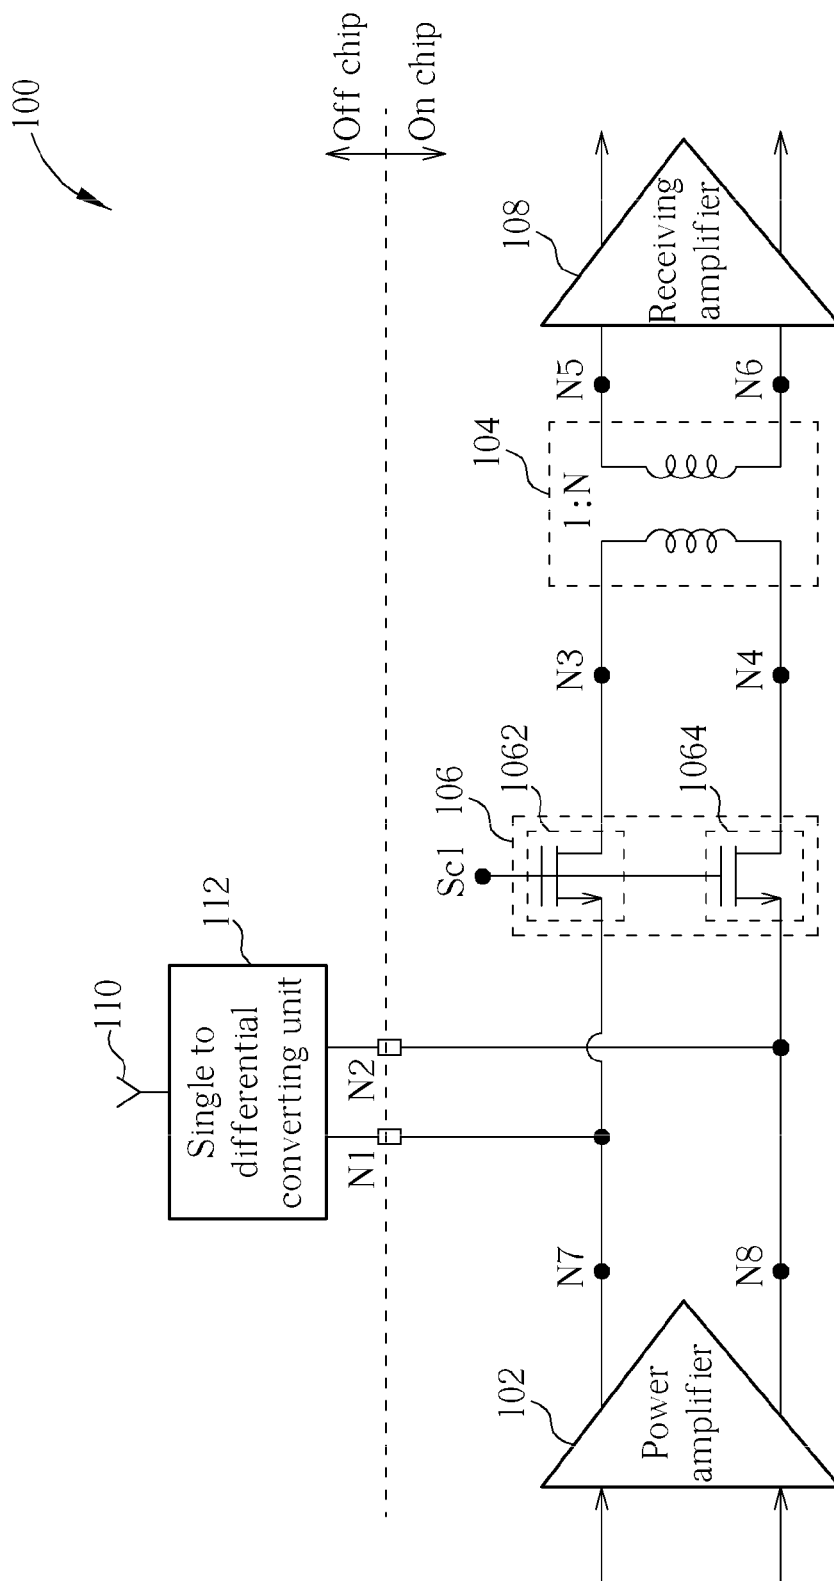 100
Off chip
On chip
110
112
Single to
differential
converting unit
N1
N2
Sc1
106
1062
1064
104
1:N
108
Receiving
amplifier
N7
N3
N5
N8
N4
N6
102
Power
amplifier